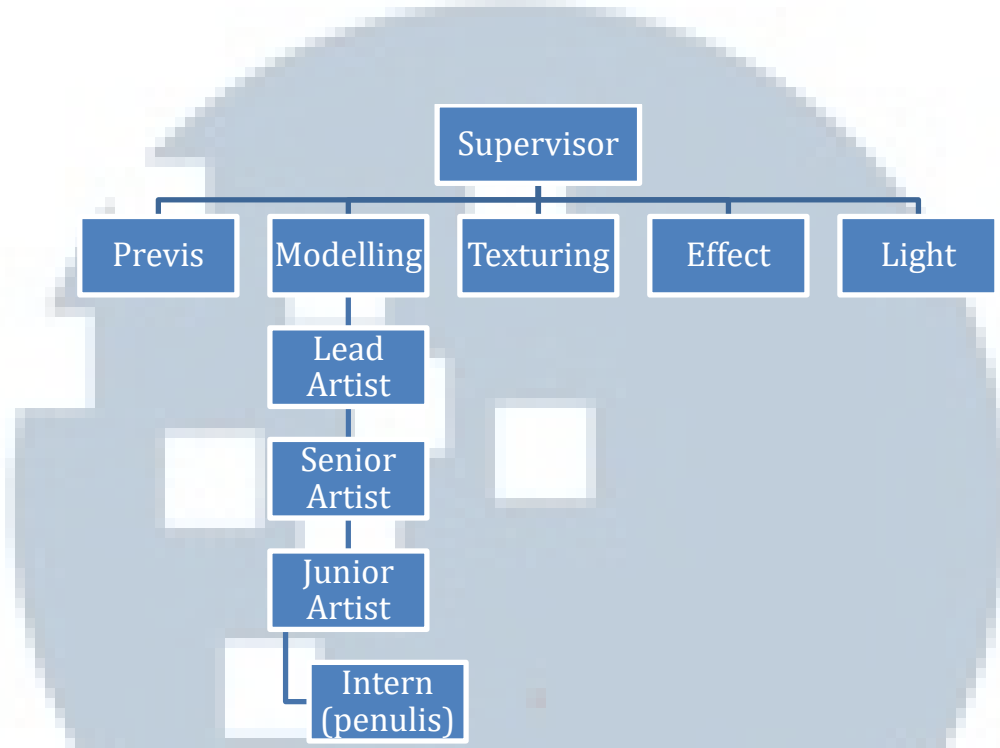 Supervisor
Previs
Modelling
Texturing
Effect
Light
Lead
Artist
Senior
Artist
Junior
Artist
Intern
(penulis)